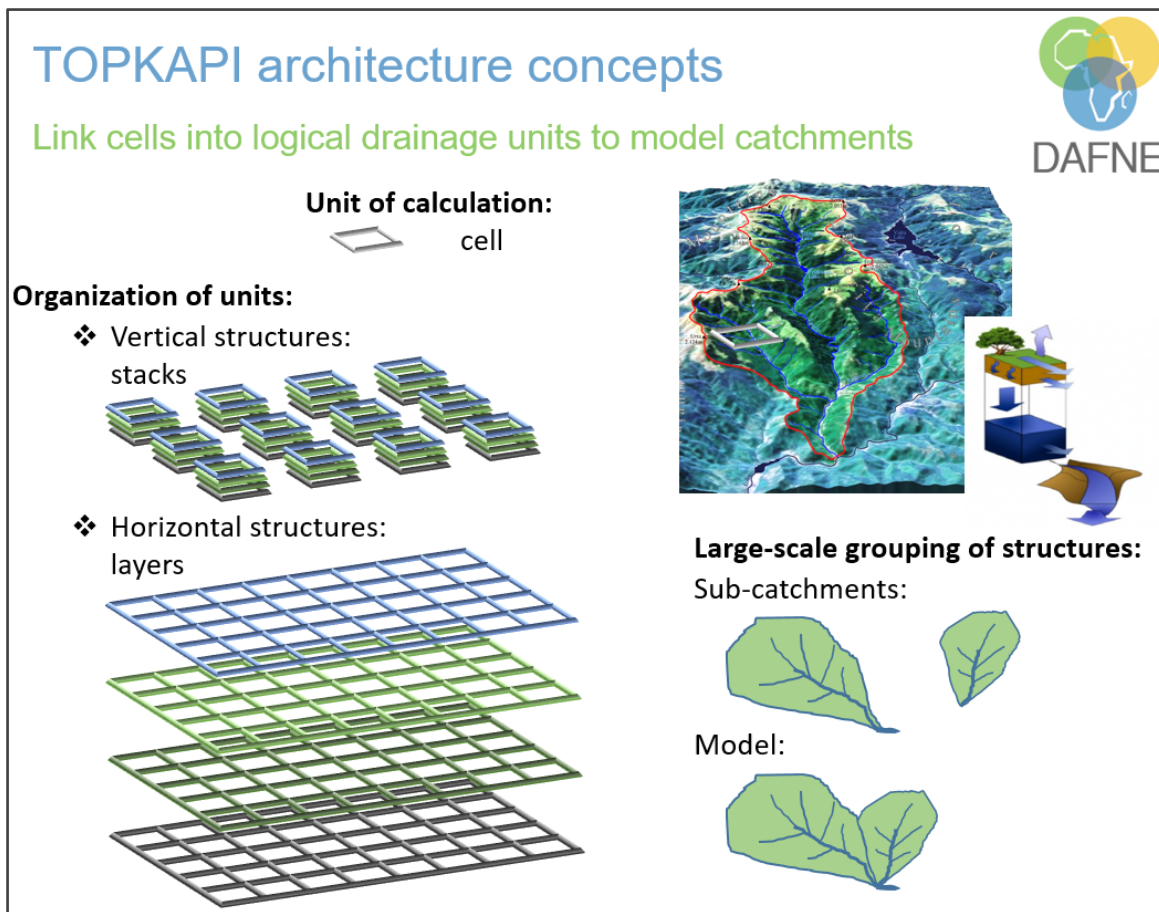 TOPKAPI architecture concepts
Link cells into logical drainage units to model catchments
DAFNE
Unit of calculation:
cell
Organization of units:
❖ Vertical structures:
stacks
❖ Horizontal structures:
layers
Large-scale grouping of structures:
Sub-catchments:
Model: